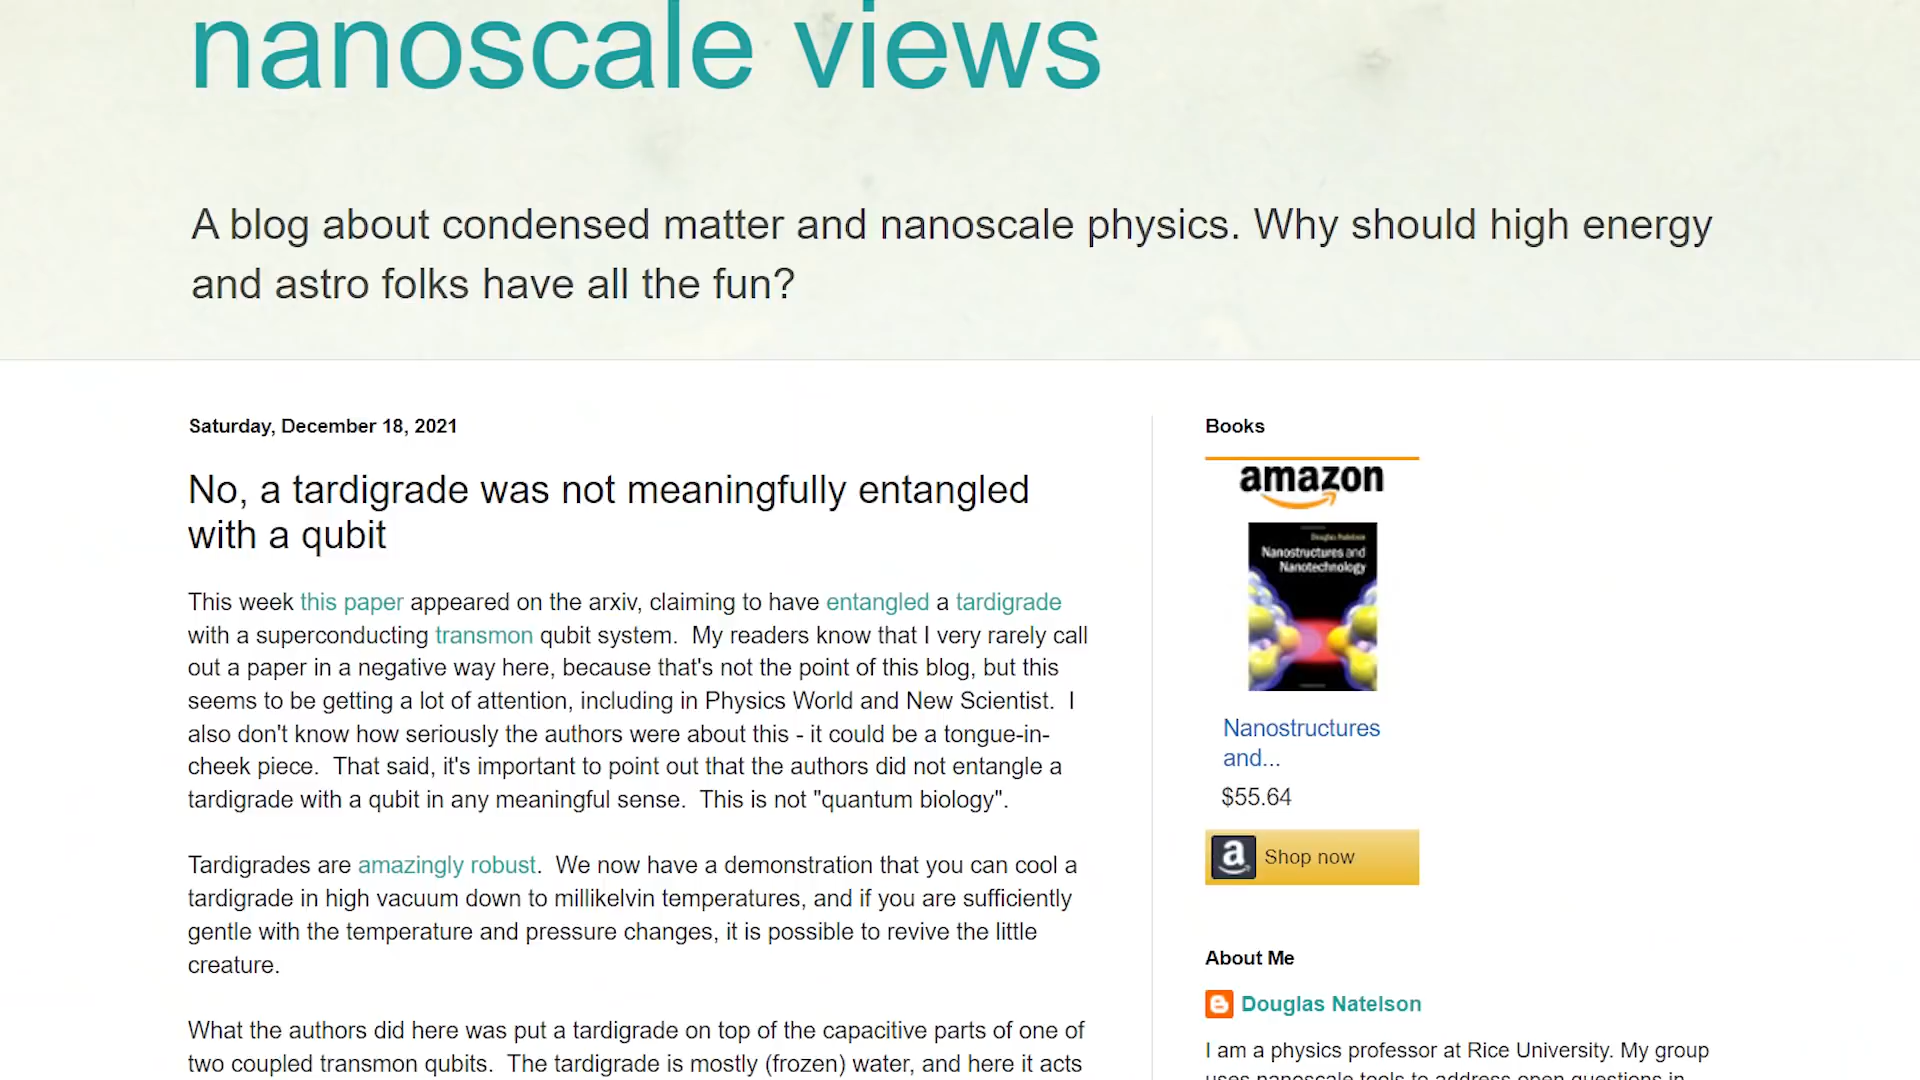 nanoscale views
A blog about condensed matter and nanoscale physics. Why should high energy
and astro folks have all the fun?
Saturday, December 18, 2021
No, a tardigrade was not meaningfully entangled
with a qubit
This week this paper appeared on the arxiv, claiming to have entangled a tardigrade
with a superconducting transmon qubit system.  My readers know that I very rarely call
out a paper in a negative way here, because that's not the point of this blog, but this
seems to be getting a lot of attention, including in Physics World and New Scientist.  I
also don't know how seriously the authors were about this - it could be a tongue-in-
cheek piece.  That said, it's important to point out that the authors did not entangle a
tardigrade with a qubit in any meaningful sense.  This is not "quantum biology".
Tardigrades are amazingly robust.  We now have a demonstration that you can cool a
tardigrade in high vacuum down to millikelvin temperatures, and if you are sufficiently
gentle with the temperature and pressure changes, it is possible to revive the little
creature.
What the authors did here was put a tardigrade on top of the capacitive parts of one of
two coupled transmon qubits.  The tardigrade is mostly (frozen) water, and here it acts
Books
amazon
Douglas Natelson
Nanostructures and
Nanotechnology
Nanostructures
and...
$55.64
a Shop now
About Me
Douglas Natelson
I am a physics professor at Rice University. My group
uses nanoscale tools to address open questions in